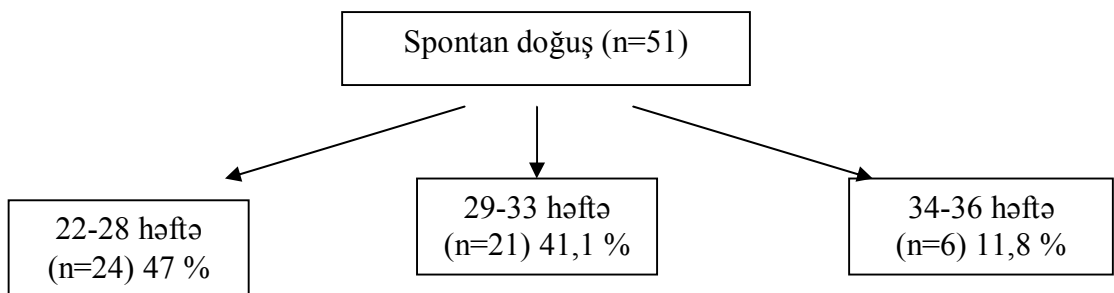 Spontan doğuş (n=51)
22-28 həftə
(n=24) 47 %
29-33 həftə
(n=21) 41,1 %
34-36 həftə
(n=6) 11,8 %